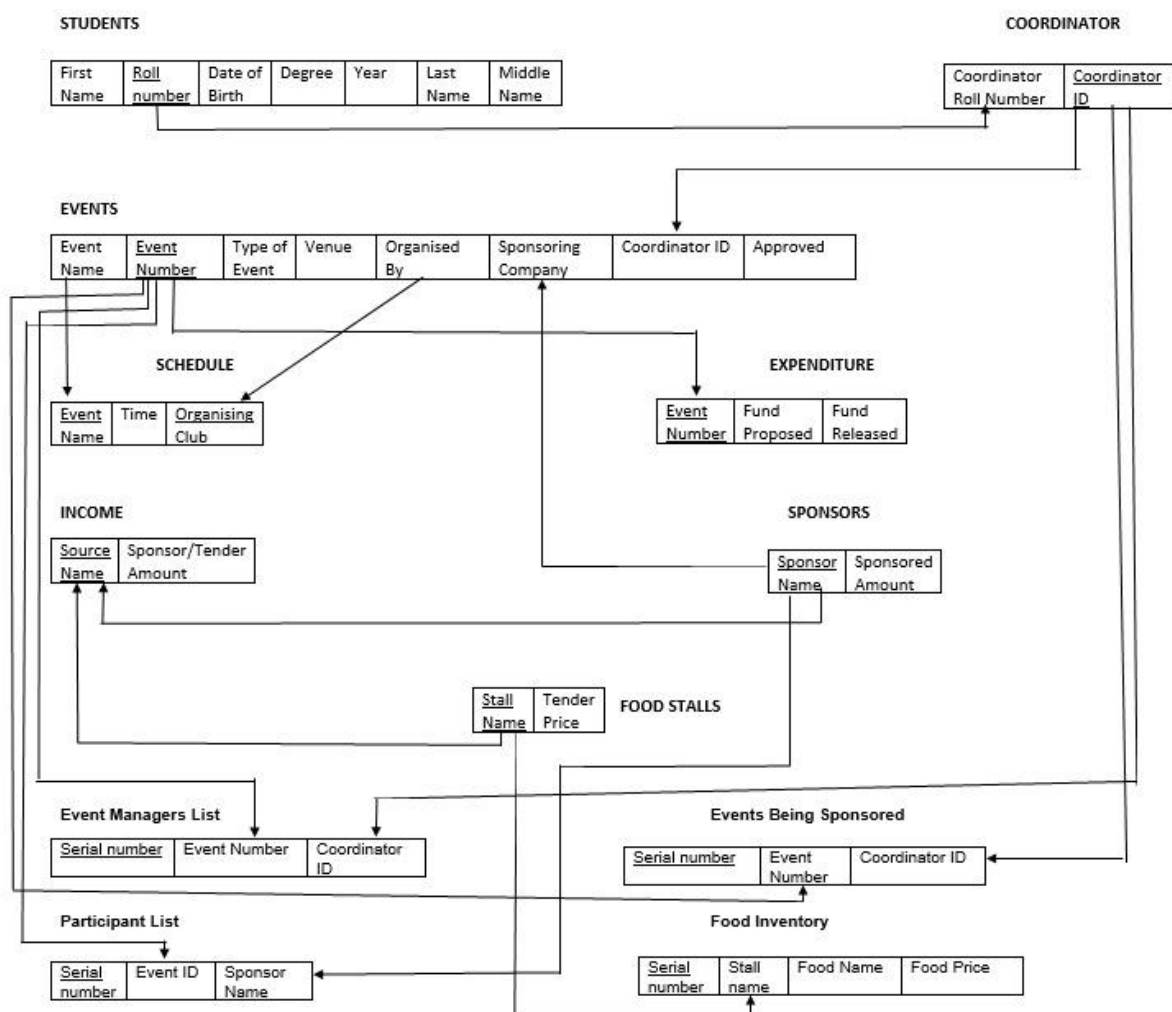 STUDENTS
COORDINATOR
First Name
Roll number
Date of Birth
Degree
Year
Last Name
Middle Name
Coordinator Roll Number
Coordinator ID
EVENTS
Event Name
Event Number
Type of Event
Venue
Organised By
Sponsoring Company
Coordinator ID
Approved
SCHEDULE
EXPENDITURE
Event Name
Time
Organising Club
Event Number
Fund Proposed
Fund Released
INCOME
SPONSORS
Source Name
Sponsor/Tender Amount
Sponsor Name
Sponsored Amount
Stall Name
Tender Price
FOOD STALLS
Event Managers List
Events Being Sponsored
Serial number
Event Number
Coordinator ID
Serial number
Event Number
Coordinator ID
Participant List
Food Inventory
Serial number
Event ID
Sponsor Name
Serial number
Stall name
Food Name
Food Price